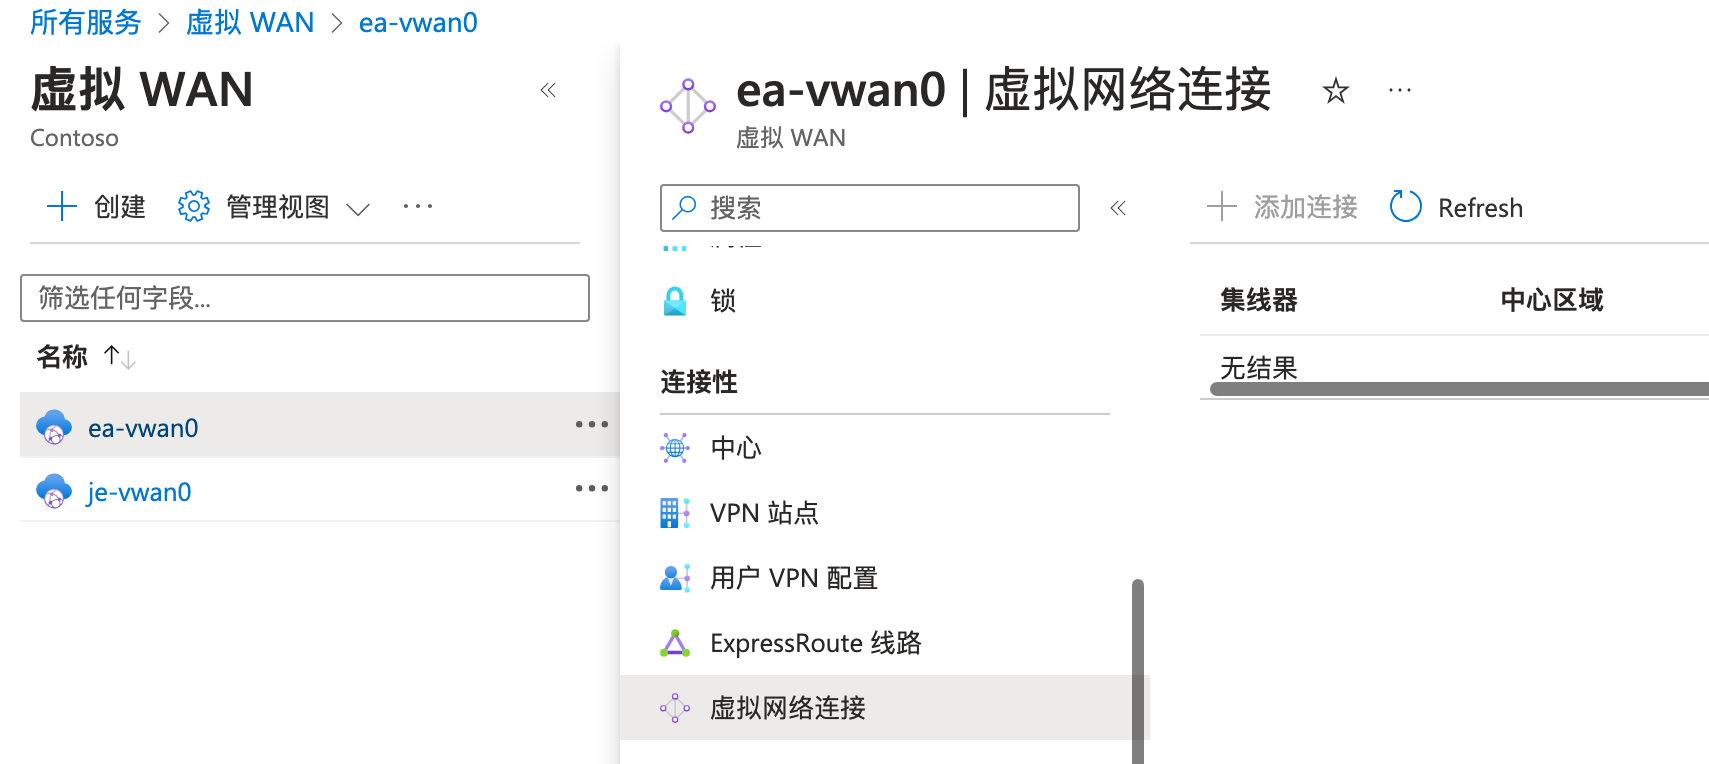 所有服务 > 虚拟 WAN > ea-vwan0
虚拟 WAN
Contoso
创建 管理视图
筛选任何字段...
名称
ea-vwan0
je-vwan0
ea-vwan0 | 虚拟网络连接
虚拟 WAN
搜索
锁
连接性
中心
VPN 站点
用户 VPN 配置
ExpressRoute 线路
虚拟网络连接
添加连接 Refresh
集线器 中心区域
无结果